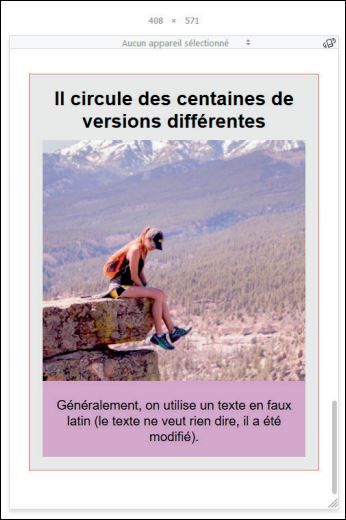 408 × 571
Aucun appareil sélectionné
Il circule des centaines de
versions différentes
Généralement, on utilise un texte en faux
latin (le texte ne veut rien dire, il a été
modifié).